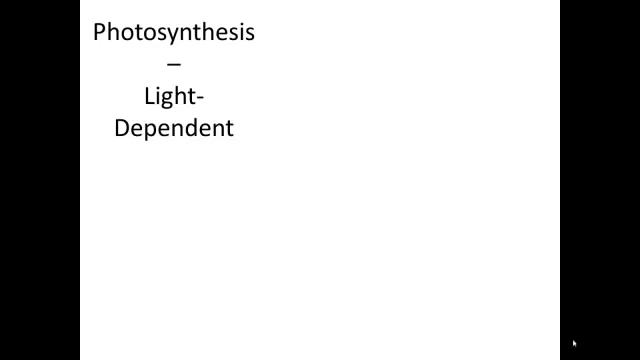 Photosynthesis
–
Light-
Dependent